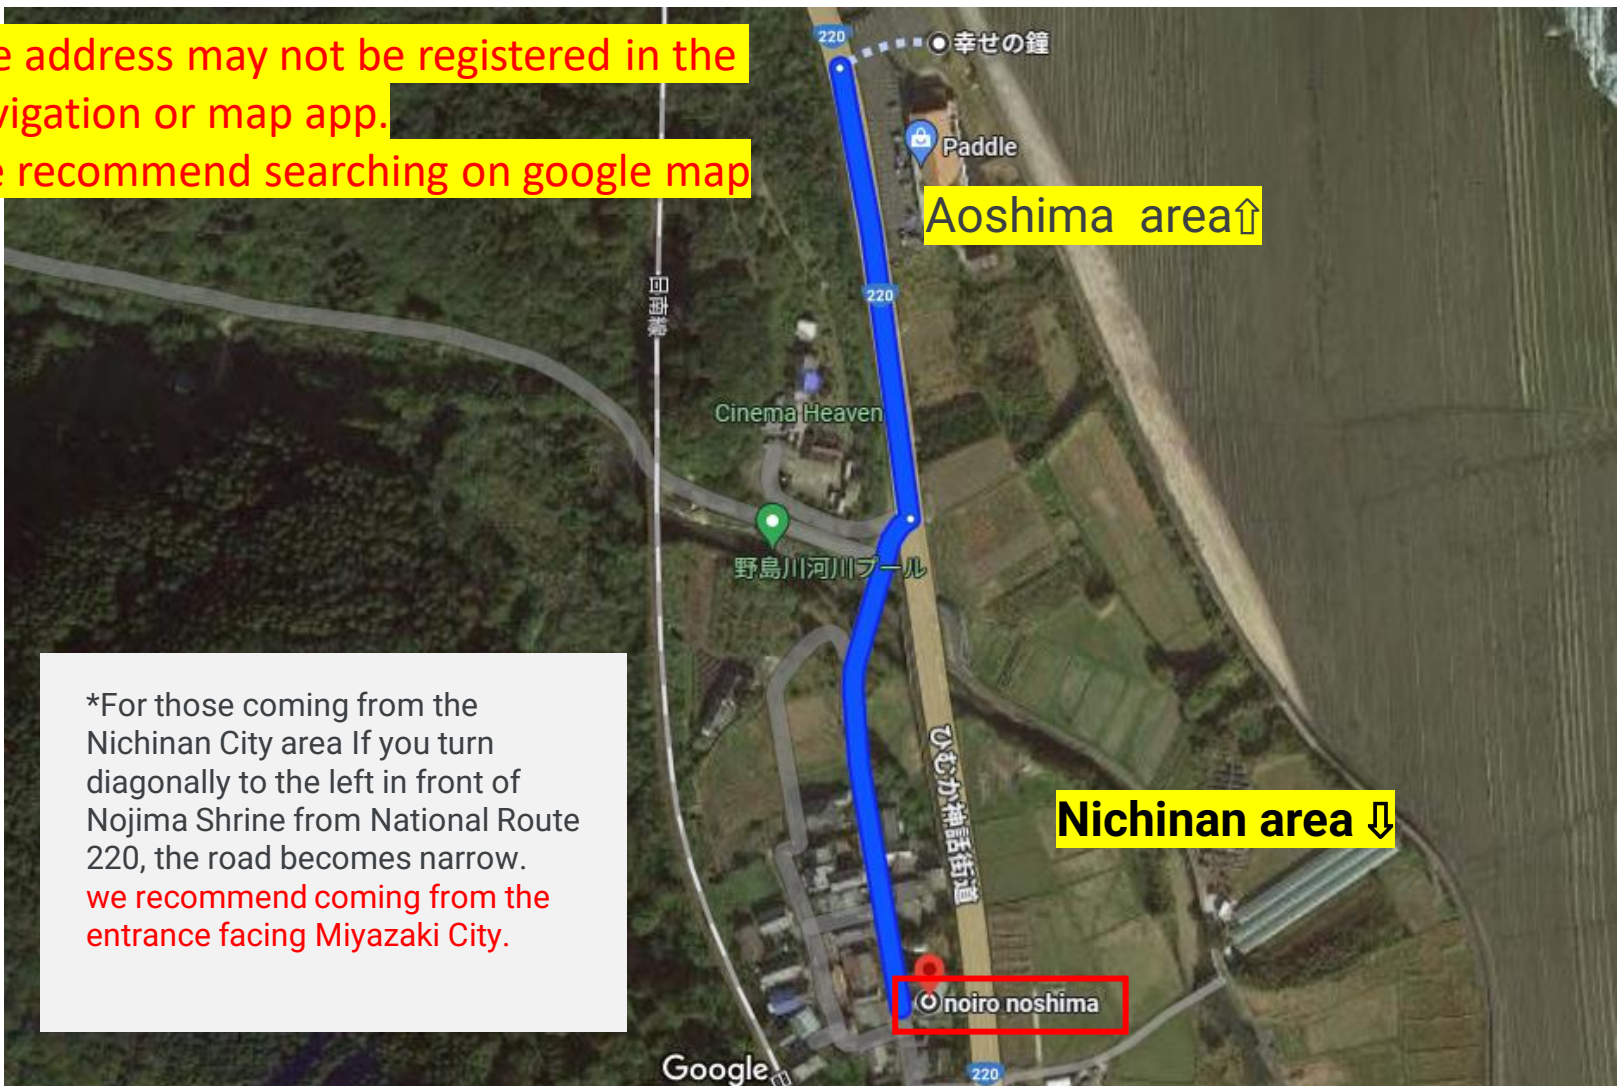 e address may not be registered in the
vigation or map app.
e recommend searching on google map
220
幸せの鐘
Paddle
Aoshima area⇧
220
日南線
Cinema Heaven
野島川河川プール
*For those coming from the
Nichinan City area If you turn
diagonally to the left in front of
Nojima Shrine from National Route
220, the road becomes narrow.
we recommend coming from the
entrance facing Miyazaki City.
ひむか神話街道
Nichinan area ⇩
noiro noshima
Google
220